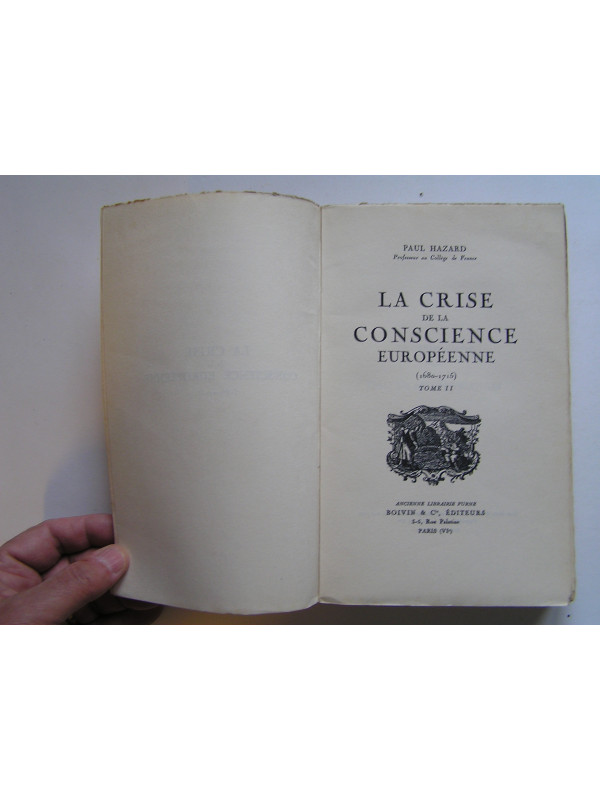 PAUL HAZARD
Professeur au Collège de France
LA CRISE
DE LA
CONSCIENCE
EUROPÉENNE
(1680-1715)
TOME II
ANCIENNE LIBRAIRIE FURNE
BOIVIN & Cie, ÉDITEURS
3-5, Rue Palatine
PARIS (VIe)